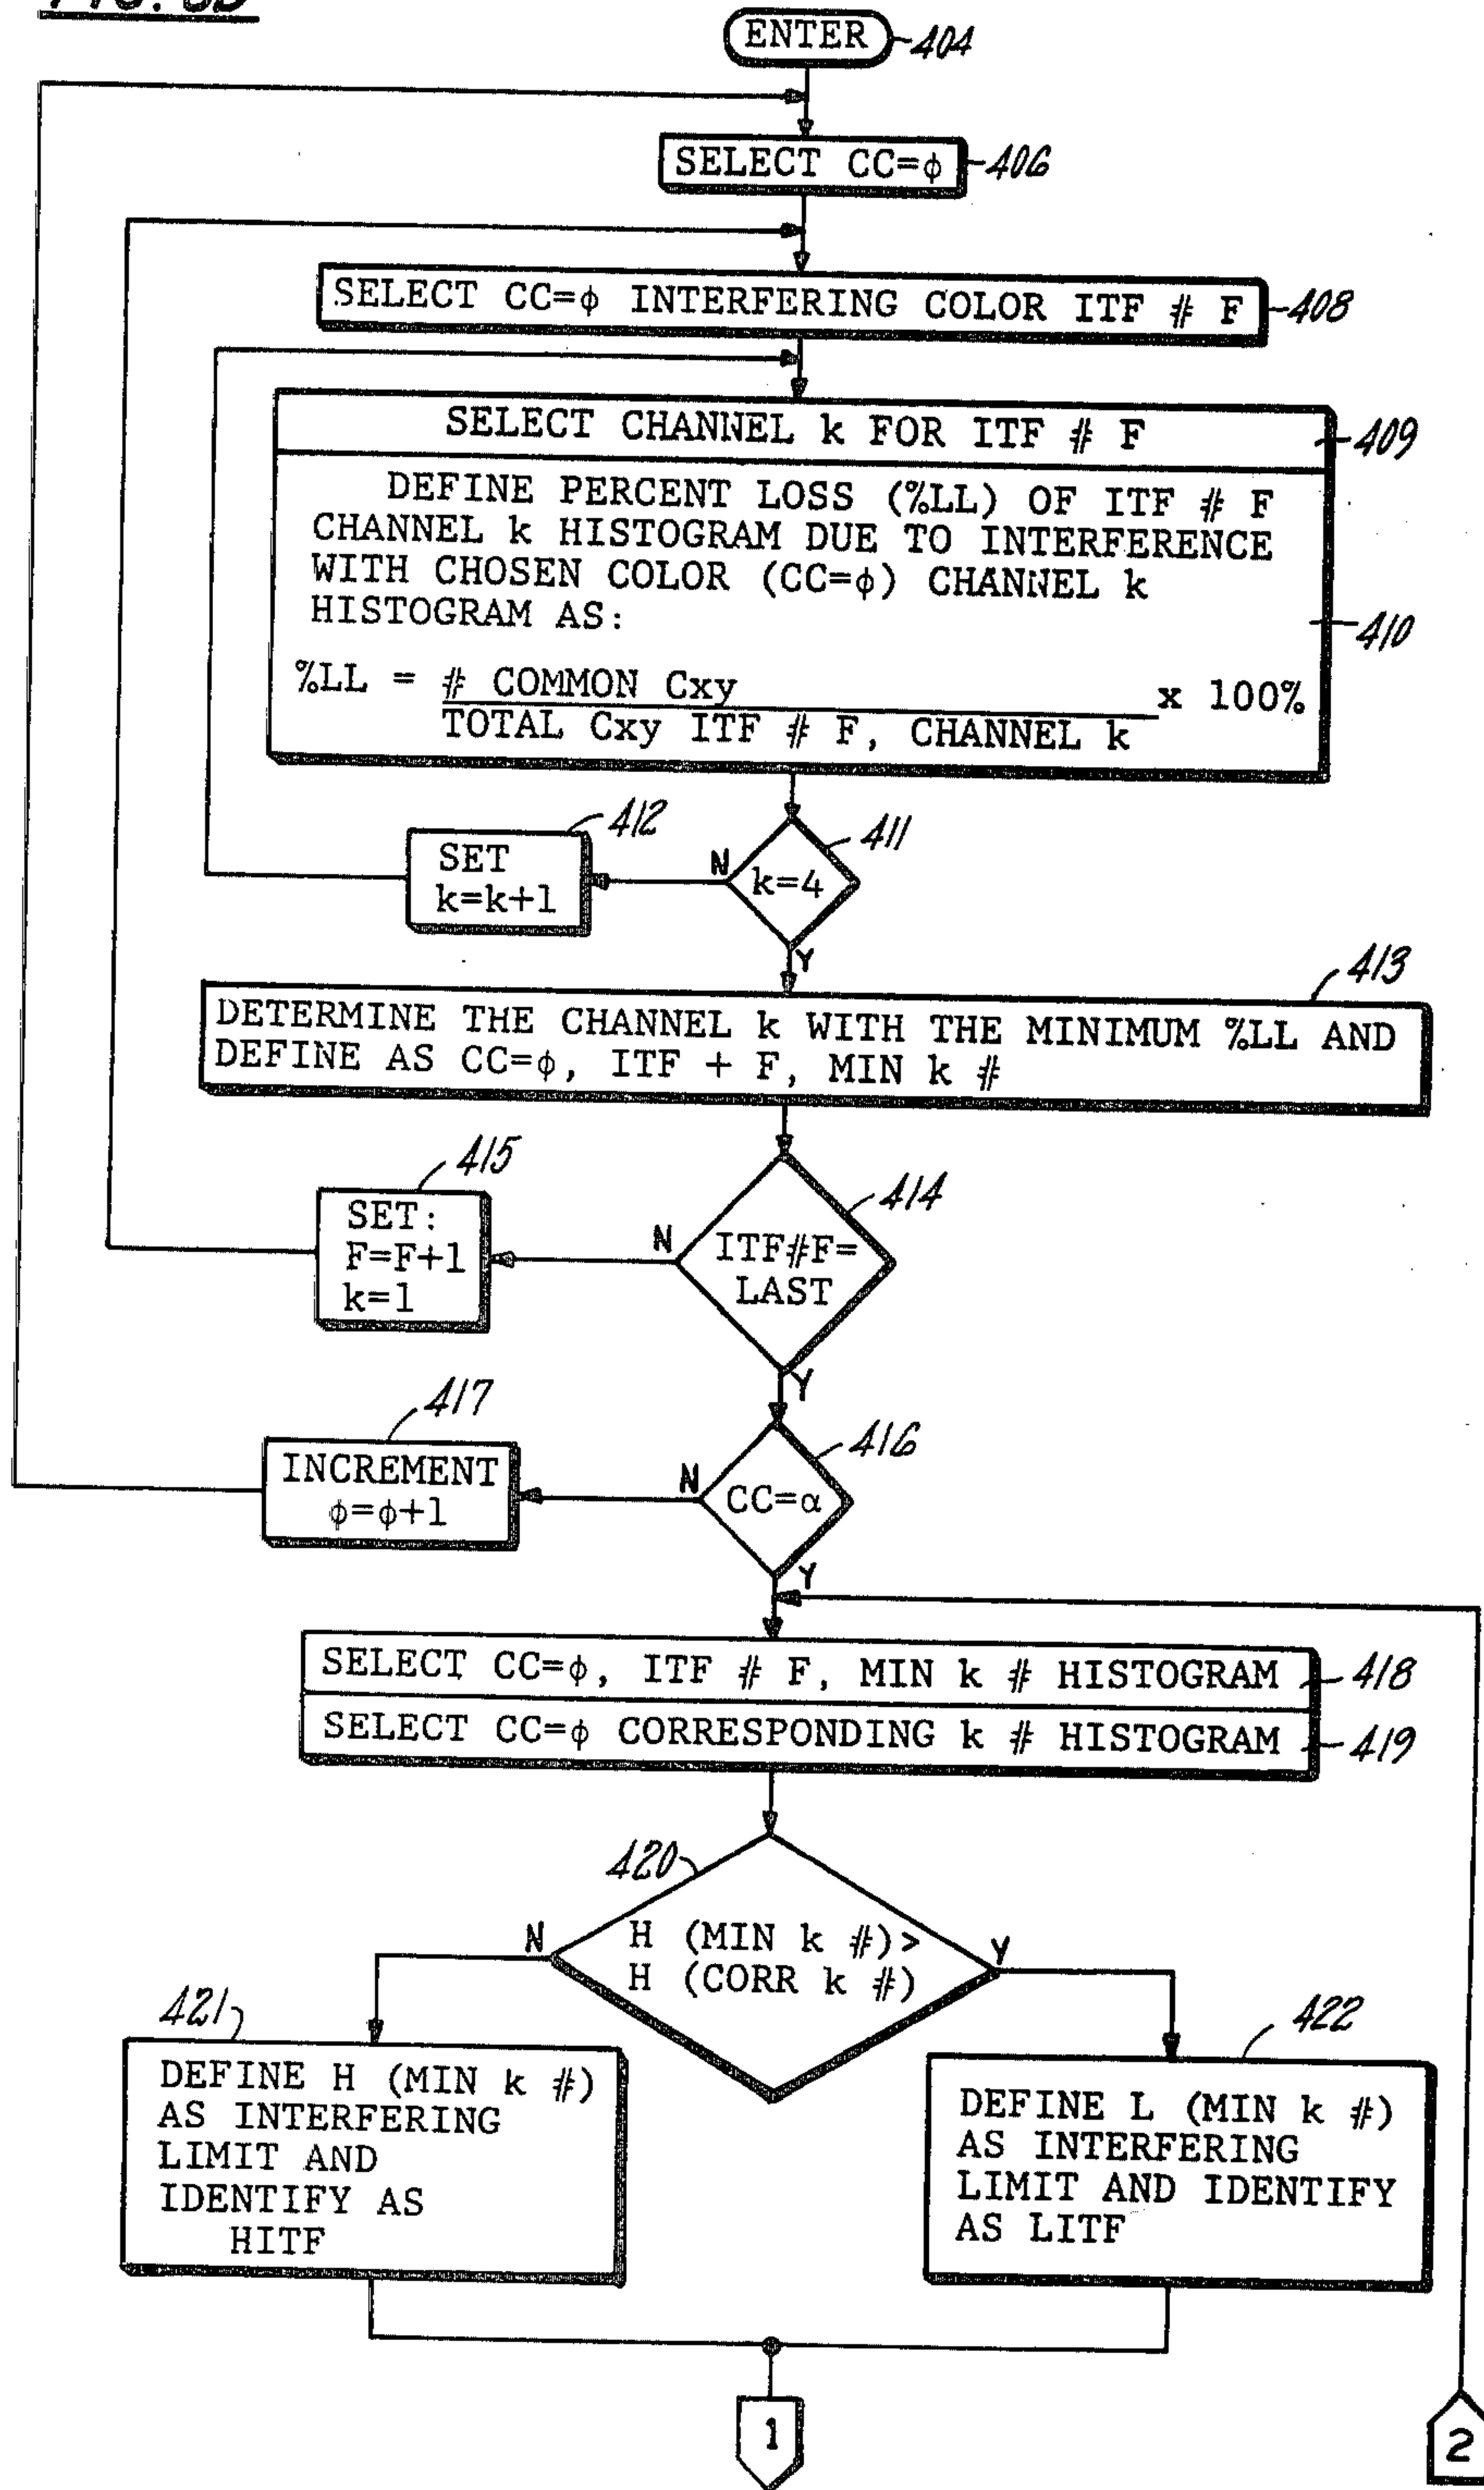 ENTER 404
SELECT CC=φ 406
SELECT CC=φ INTERFERING COLOR ITF # F 408
SELECT CHANNEL k FOR ITF # F 409
DEFINE PERCENT LOSS (%LL) OF ITF # F
CHANNEL k HISTOGRAM DUE TO INTERFERENCE
WITH CHOSEN COLOR (CC=φ) CHANNEL k
HISTOGRAM AS:
410
%LL = # COMMON Cxy x 100%
TOTAL Cxy ITF # F, CHANNEL k
412
411
SET
k=k+1
N
k=4
Y
413
DETERMINE THE CHANNEL k WITH THE MINIMUM %LL AND
DEFINE AS CC=φ, ITF + F, MIN k #
415
414
SET:
F=F+1
k=1
N
ITF#F=
LAST
Y
417
416
INCREMENT
φ=φ+1
N
CC=α
Y
SELECT CC=φ, ITF # F, MIN k # HISTOGRAM 418
SELECT CC=φ CORRESPONDING k # HISTOGRAM 419
420
N
H (MIN k #)>
H (CORR k #)
Y
421
422
DEFINE H (MIN k #)
AS INTERFERING
LIMIT AND
IDENTIFY AS
HITF
DEFINE L (MIN k #)
AS INTERFERING
LIMIT AND IDENTIFY
AS LITF
1
2